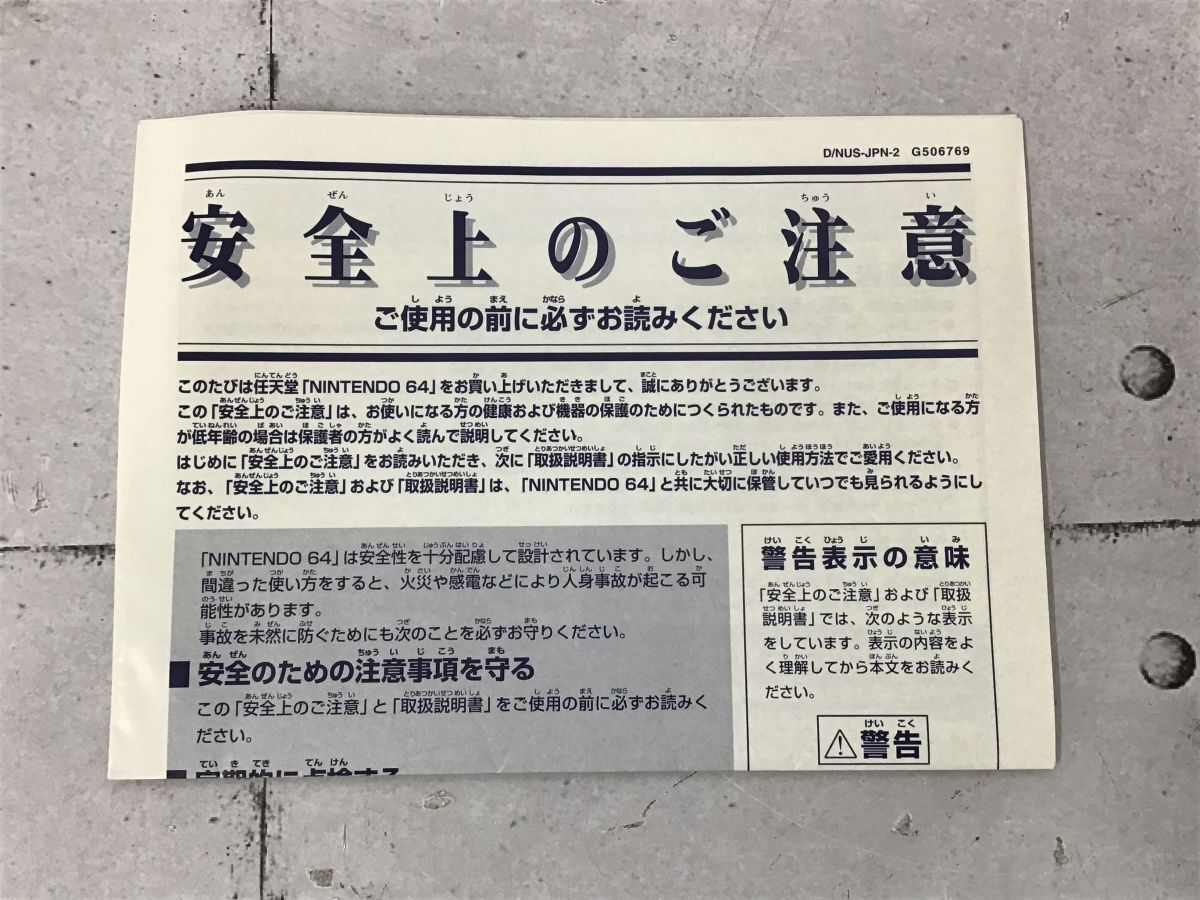 D/NUS-JPN-2 G506769
安全上のご注意
ご使用の前に必ずお読みください
このたびは任天堂「NINTENDO 64」をお買い上げいただきまして、誠にありがとうございます。
この「安全上のご注意」は、お使いになる方の健康および機器の保護のためにつくられたものです。また、ご使用になる方
が低年齢の場合は保護者の方がよく読んで説明してください。
はじめに「安全上のご注意」をお読みいただき、次に「取扱説明書」の指示にしたがい正しい使用方法でご愛用ください。
なお、「安全上のご注意」および「取扱説明書」は、「NINTENDO 64」と共に大切に保管していつでも見られるようにし
てください。
「NINTENDO 64」は安全性を十分配慮して設計されています。しかし、
間違った使い方をすると、火災や感電などにより人身事故が起こる可
能性があります。
事故を未然に防ぐためにも次のことを必ずお守りください。
■安全のための注意事項を守る
この「安全上のご注意」と「取扱説明書」をご使用の前に必ずお読みく
ださい。
■定期的に点検する
警告表示の意味
「安全上のご注意」および「取扱
説明書」では、次のような表示
をしています。表示の内容をよ
く理解してから本文をお読みく
ださい。
⚠警告